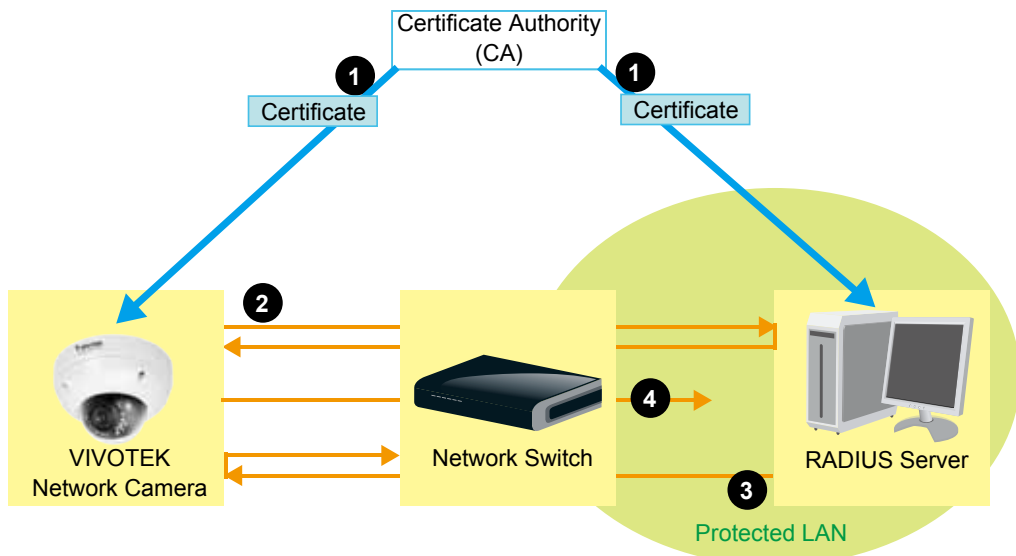 Certificate Authority
(CA)
1
1
Certificate
Certificate
2
4
VIVOTEK
Network Camera
Network Switch
RADIUS Server
3
Protected LAN